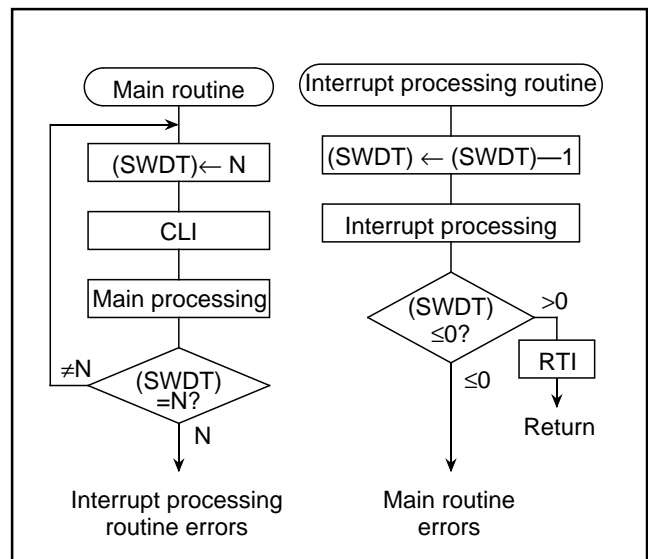 Main routine
(SWDT)← N
CLI
Main processing
≠N
(SWDT)
=N?
N
Interrupt processing
routine errors
Interrupt processing routine
(SWDT) ← (SWDT)—1
Interrupt processing
(SWDT)
≤0?
>0
RTI
≤0
Return
Main routine
errors